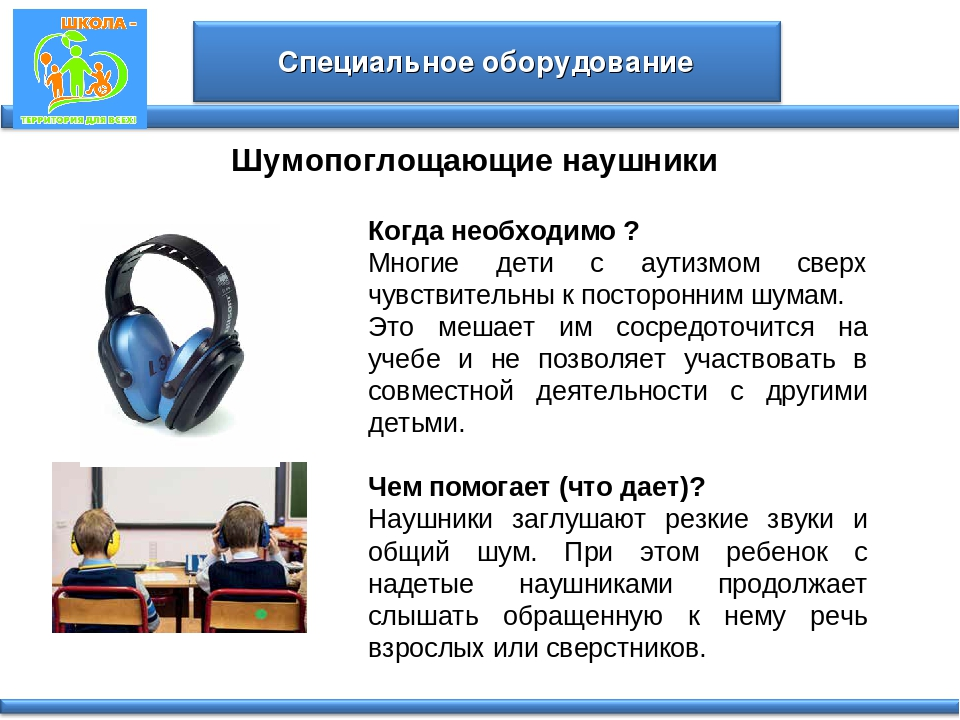 ШКОЛА -
ТЕРРИТОРИЯ ДЛЯ ВСЕХ!
Специальное оборудование
Шумопоглощающие наушники
Когда необходимо ?
Многие дети с аутизмом сверх
чувствительны к посторонним шумам.
Это мешает им сосредоточится на
учебе и не позволяет участвовать в
совместной деятельности с другими
детьми.
Чем помогает (что дает)?
Наушники заглушают резкие звуки и
общий шум. При этом ребенок с
надетые наушниками продолжает
слышать обращенную к нему речь
взрослых или сверстников.